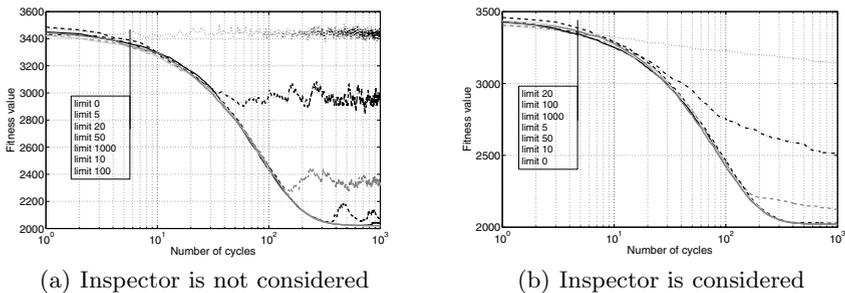 3600
3400
3200
3000
2800
2600
2400
2200
2000
Fitness value
limit 0
limit 5
limit 20
limit 50
limit 1000
limit 10
limit 100
10^0
10^1
10^2
10^3
Number of cycles
(a) Inspector is not considered
3500
3000
2500
2000
Fitness value
limit 20
limit 100
limit 1000
limit 5
limit 50
limit 10
limit 0
10^0
10^1
10^2
10^3
Number of cycles
(b) Inspector is considered